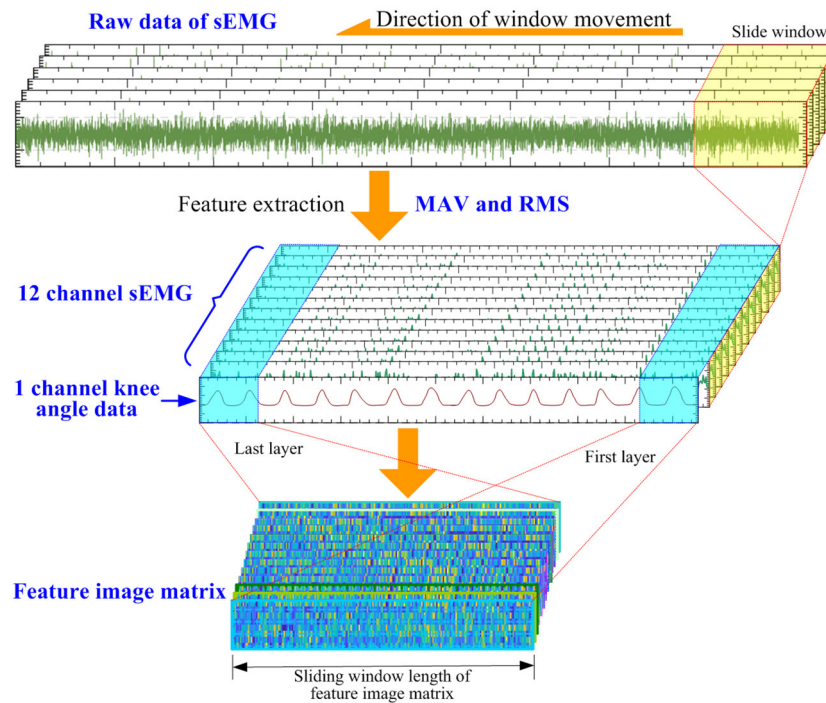 Raw data of sEMG
Direction of window movement
Slide window
Feature extraction
MAV and RMS
12 channel sEMG
1 channel knee
angle data
Last layer
First layer
Feature image matrix
Sliding window length of
feature image matrix